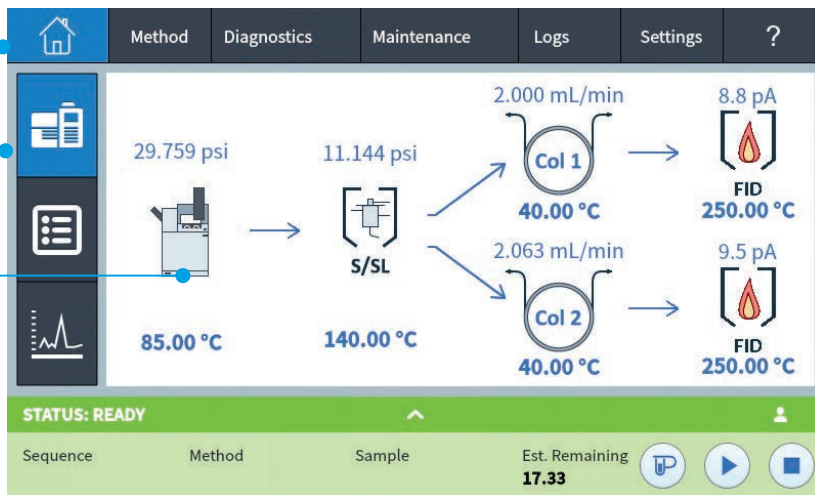 Method Diagnostics Maintenance Logs Settings ?
2.000 mL/min 8.8 pA
29.759 psi 11.144 psi
Col 1
FID
40.00 °C 250.00 °C
2.063 mL/min 9.5 pA
S/SL
Col 2
85.00 °C 140.00 °C
FID
40.00 °C 250.00 °C
STATUS: READY
Sequence Method Sample Est. Remaining
17.33